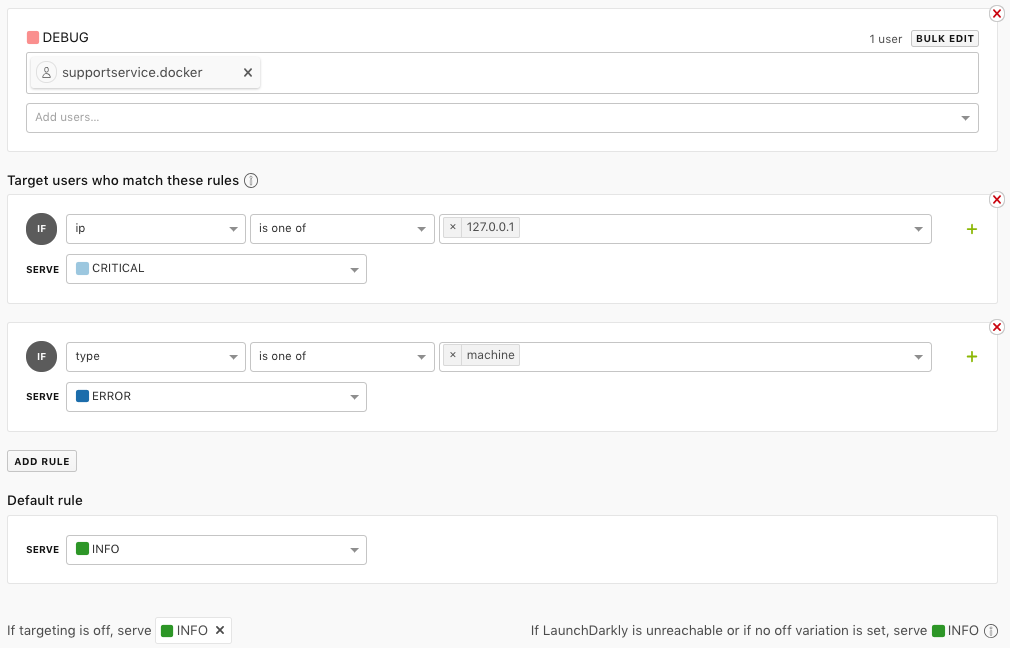 DEBUG 1 user BULK EDIT
supportservice.docker ×
Add users...
Target users who match these rules
IF ip is one of × 127.0.0.1 +
SERVE CRITICAL
IF type is one of × machine +
SERVE ERROR
ADD RULE
Default rule
SERVE INFO
If targeting is off, serve INFO × If LaunchDarkly is unreachable or if no off variation is set, serve INFO